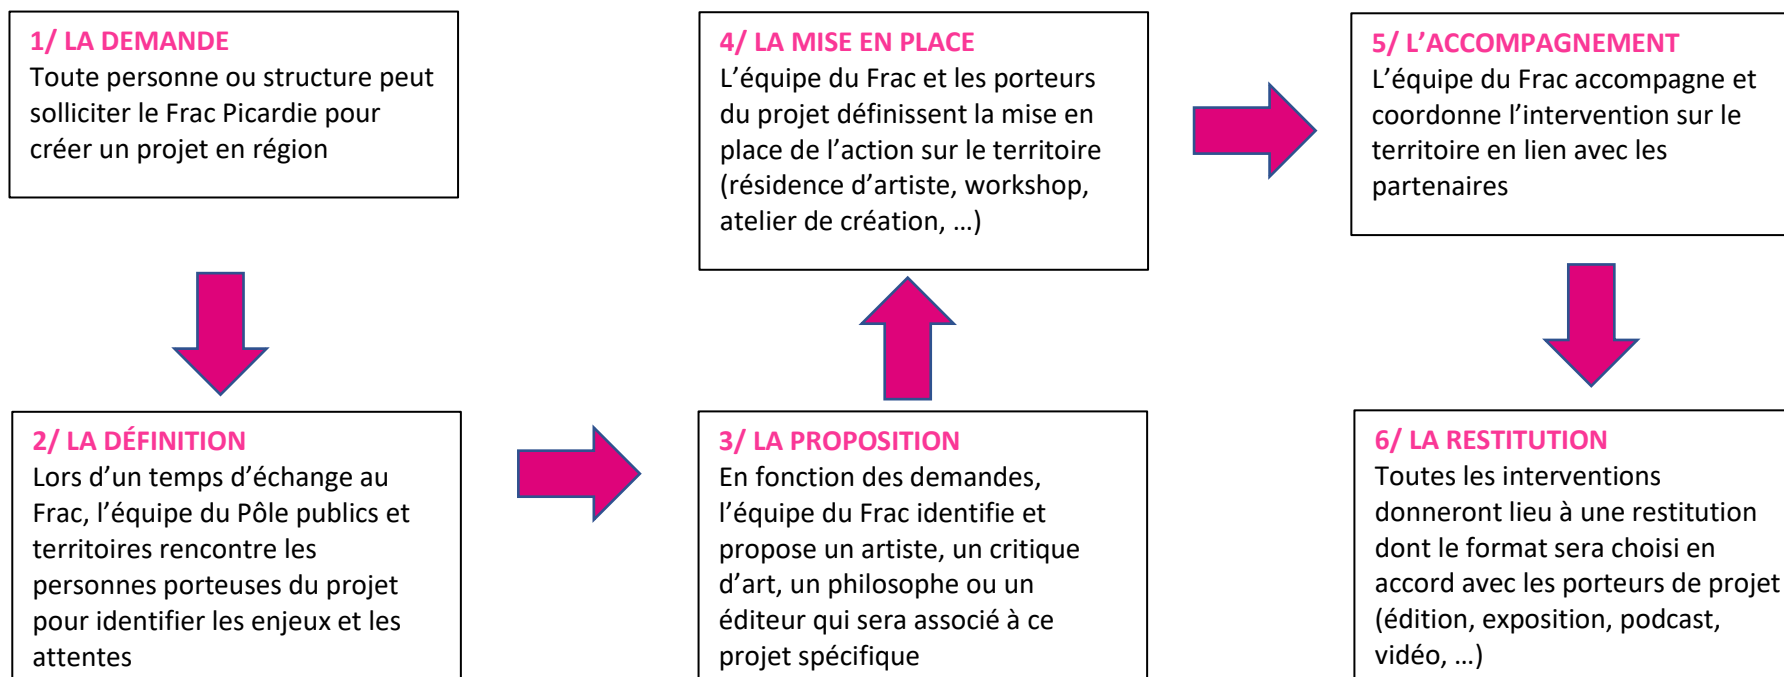 1/ LA DEMANDE
Toute personne ou structure peut
solliciter le Frac Picardie pour
créer un projet en région
2/ LA DÉFINITION
Lors d’un temps d’échange au
Frac, l’équipe du Pôle publics et
territoires rencontre les
personnes porteuses du projet
pour identifier les enjeux et les
attentes
3/ LA PROPOSITION
En fonction des demandes,
l’équipe du Frac identifie et
propose un artiste, un critique
d’art, un philosophe ou un
éditeur qui sera associé à ce
projet spécifique
4/ LA MISE EN PLACE
L’équipe du Frac et les porteurs
du projet définissent la mise en
place de l’action sur le territoire
(résidence d’artiste, workshop,
atelier de création, …)
5/ L’ACCOMPAGNEMENT
L’équipe du Frac accompagne et
coordonne l’intervention sur le
territoire en lien avec les
partenaires
6/ LA RESTITUTION
Toutes les interventions
donneront lieu à une restitution
dont le format sera choisi en
accord avec les porteurs de projet
(édition, exposition, podcast,
vidéo, …)